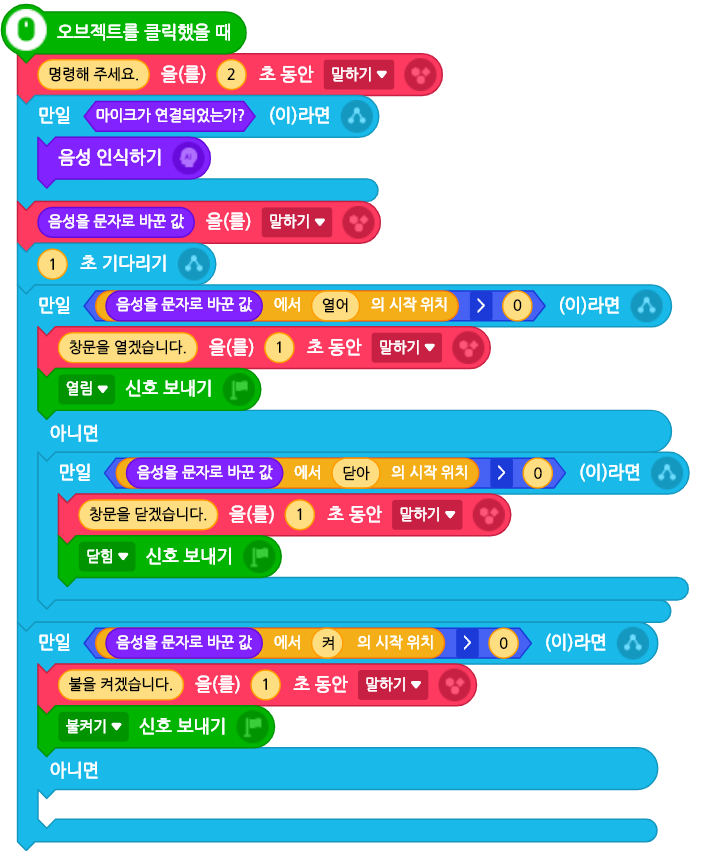 오브젝트를 클릭했을 때
명령해 주세요. 을(를) 2 초 동안 말하기
만일 마이크가 연결되었는가? (이)라면
음성 인식하기
음성을 문자로 바꾼 값 을(를) 말하기
1 초 기다리기
만일 음성을 문자로 바꾼 값 에서 열어 의 시작 위치 > 0 (이)라면
창문을 열겠습니다. 을(를) 1 초 동안 말하기
열림 신호 보내기
아니면
만일 음성을 문자로 바꾼 값 에서 닫아 의 시작 위치 > 0 (이)라면
창문을 닫겠습니다. 을(를) 1 초 동안 말하기
닫힘 신호 보내기
만일 음성을 문자로 바꾼 값 에서 켜 의 시작 위치 > 0 (이)라면
불을 켜겠습니다. 을(를) 1 초 동안 말하기
불켜기 신호 보내기
아니면